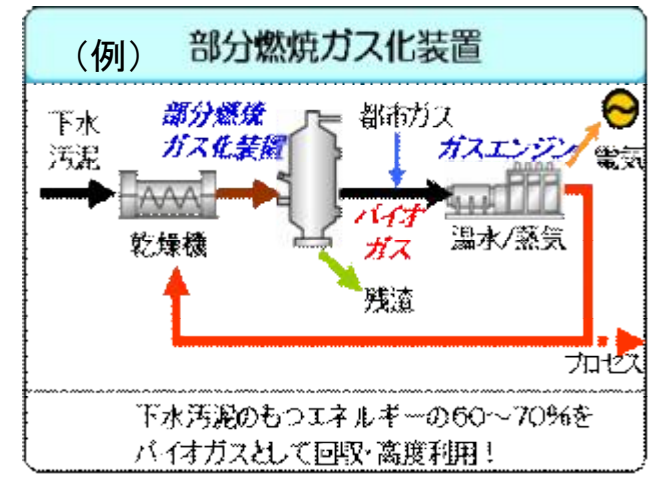 （例） 部分燃焼ガス化装置
下水
汚泥
部分燃焼
ガス化装置
都市ガス
ガスエンジン
電気
乾燥機
バイオ
ガス
温水/蒸気
残渣
プロセス
下水汚泥のもつエネルギーの60～70%を
バイオガスとして回収・高度利用！